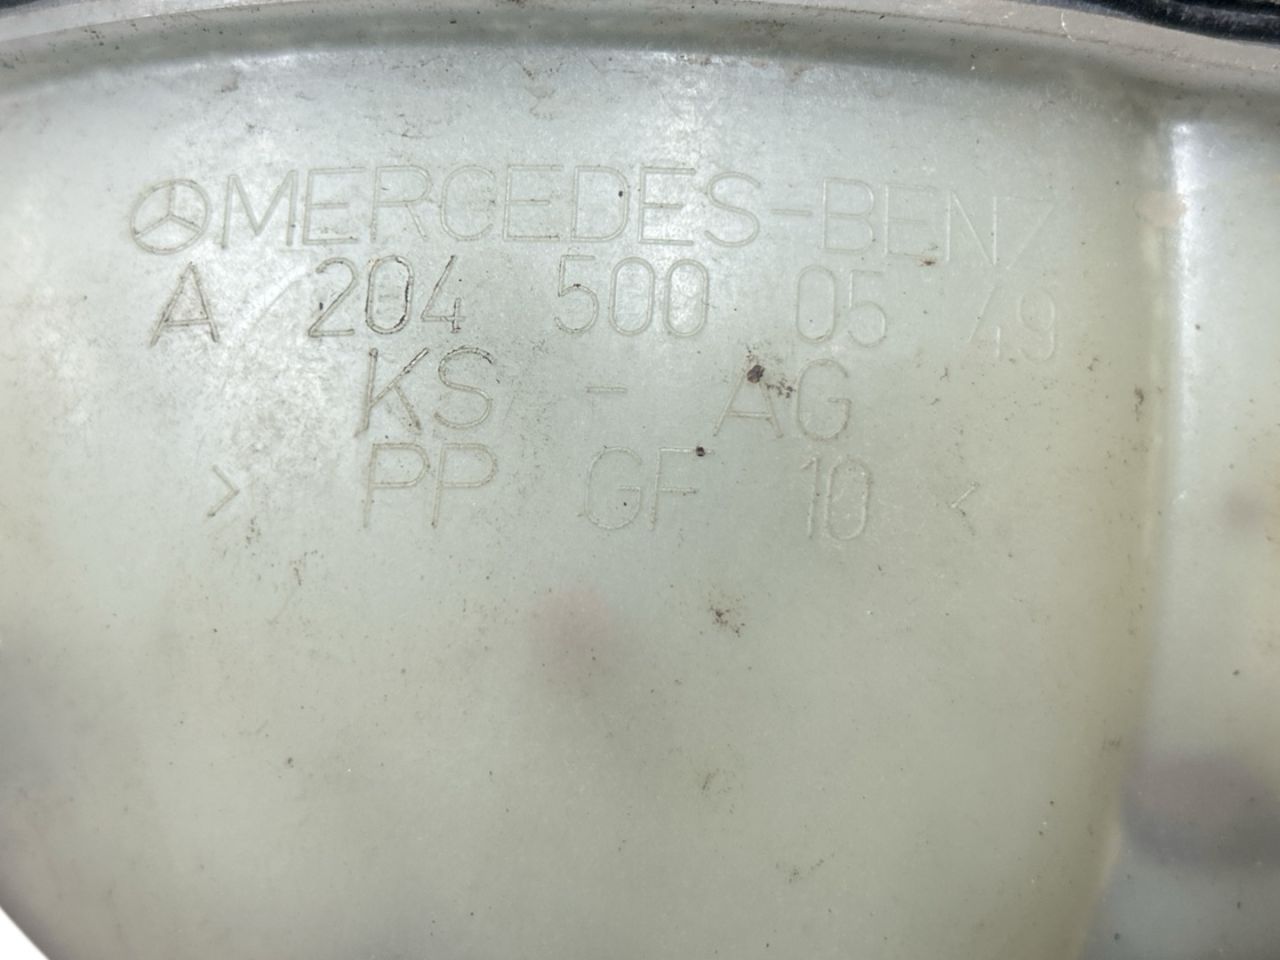 MERCEDES-BENZ
A 204 500 05 49
KS - AG
> PP GF 10 <